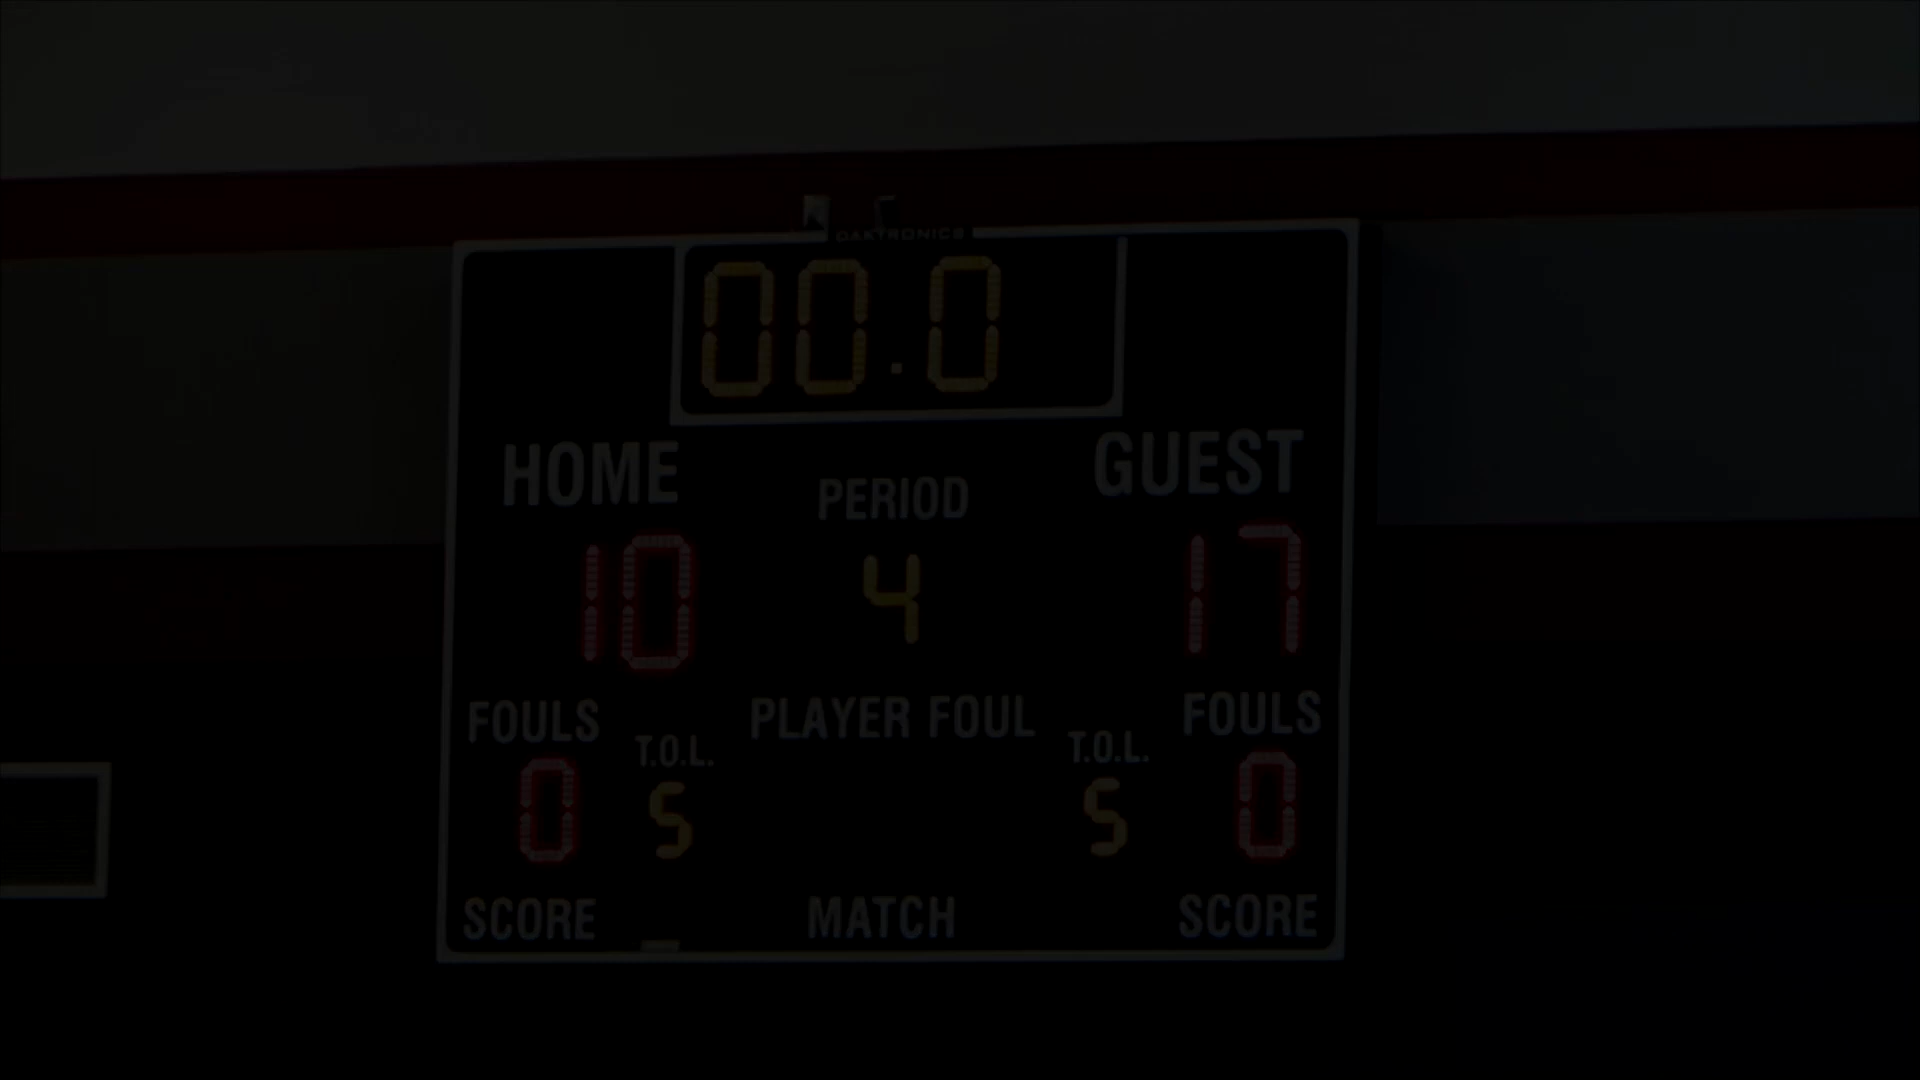 DAKTRONICS
00.0
HOME PERIOD GUEST
10 4 17
FOULS T.O.L. PLAYER FOUL T.O.L. FOULS
0 5 5 0
SCORE MATCH SCORE